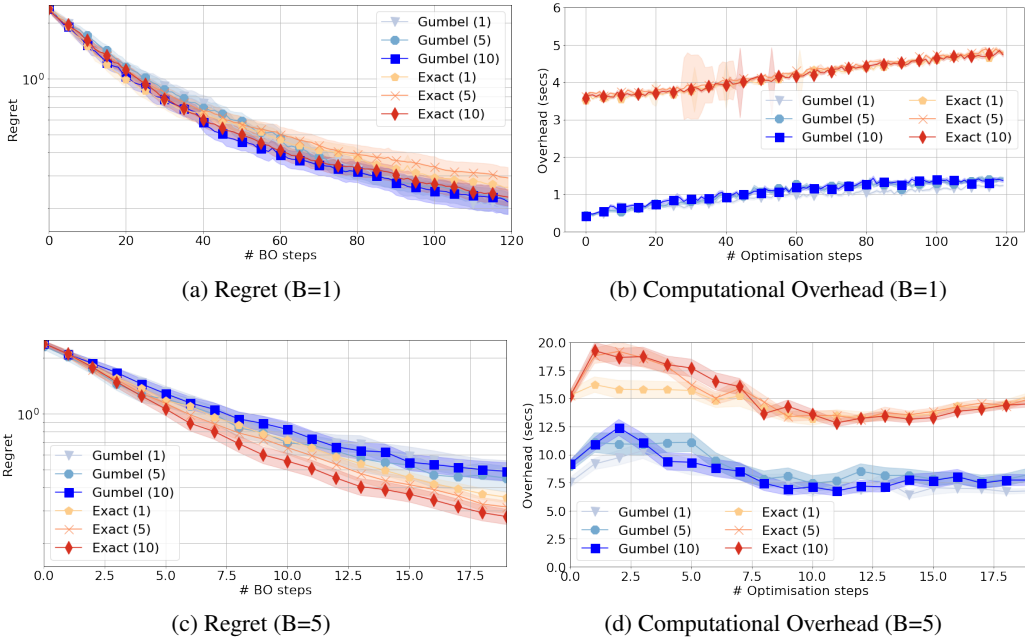 Regret
10⁰
Gumbel (1)
Gumbel (5)
Gumbel (10)
Exact (1)
Exact (5)
Exact (10)
0 20 40 60 80 100 120
# BO steps
(a) Regret (B=1)
Overhead (secs)
6
5
4
3
2
1
0
Gumbel (1) Exact (1)
Gumbel (5) Exact (5)
Gumbel (10) Exact (10)
0 20 40 60 80 100 120
# Optimisation steps
(b) Computational Overhead (B=1)
Regret
10⁰
Gumbel (1)
Gumbel (5)
Gumbel (10)
Exact (1)
Exact (5)
Exact (10)
0.0 2.5 5.0 7.5 10.0 12.5 15.0 17.5
# BO steps
(c) Regret (B=5)
Overhead (secs)
20.0
17.5
15.0
12.5
10.0
7.5
5.0
2.5
0.0
Gumbel (1) Exact (1)
Gumbel (5) Exact (5)
Gumbel (10) Exact (10)
0.0 2.5 5.0 7.5 10.0 12.5 15.0 17.5
# Optimisation steps
(d) Computational Overhead (B=5)